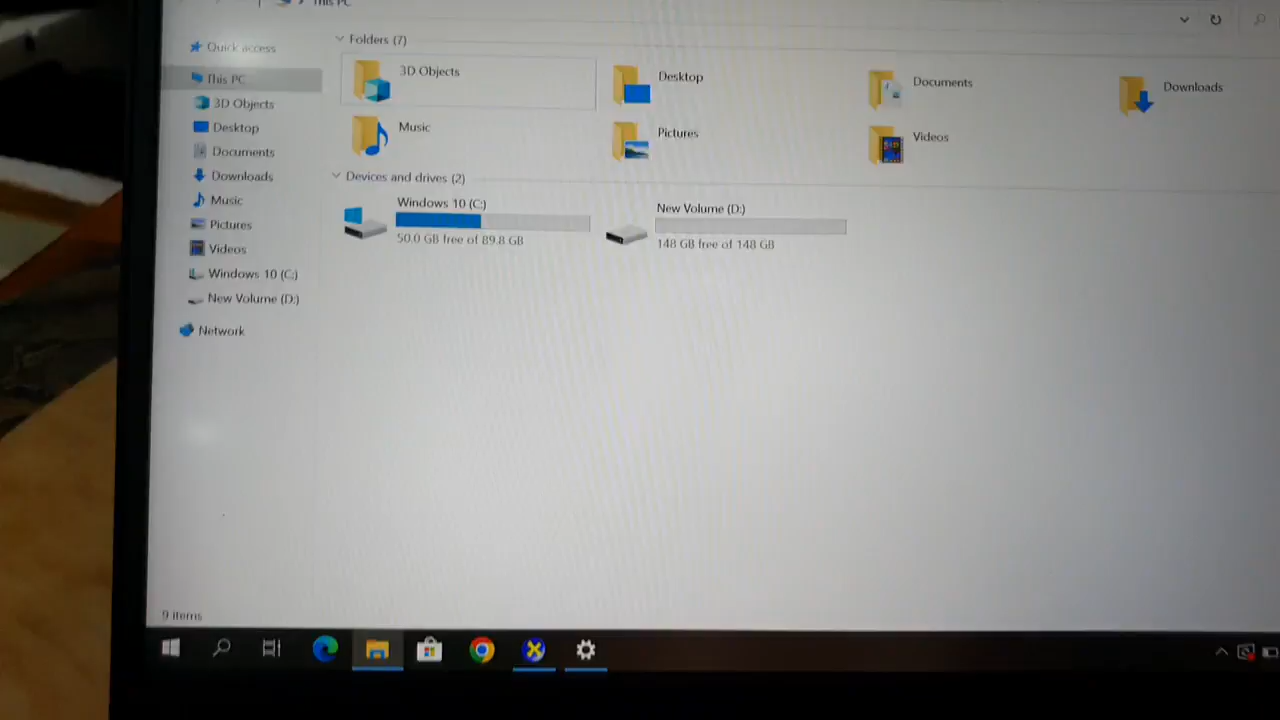 This PC
Quick access
This PC
3D Objects
Desktop
Documents
Downloads
Music
Pictures
Videos
Windows 10 (C:)
New Volume (D:)
Network
Folders (7)
3D Objects
Desktop
Documents
Downloads
Music
Pictures
Videos
Devices and drives (2)
Windows 10 (C:)
50.0 GB free of 89.8 GB
New Volume (D:)
148 GB free of 148 GB
9 items